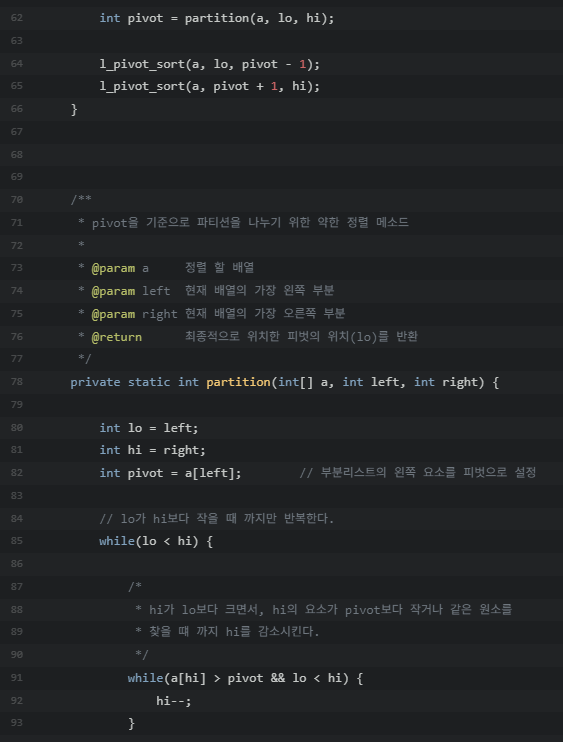 62 int pivot = partition(a, lo, hi);
63
64 l_pivot_sort(a, lo, pivot - 1);
65 l_pivot_sort(a, pivot + 1, hi);
66 }
67
68
69
70 /**
71 * pivot을 기준으로 파티션을 나누기 위한 약한 정렬 메소드
72 *
73 * @param a 정렬 할 배열
74 * @param left 현재 배열의 가장 왼쪽 부분
75 * @param right 현재 배열의 가장 오른쪽 부분
76 * @return 최종적으로 위치한 피벗의 위치(lo)를 반환
77 */
78 private static int partition(int[] a, int left, int right) {
79
80 int lo = left;
81 int hi = right;
82 int pivot = a[left]; // 부분리스트의 왼쪽 요소를 피벗으로 설정
83
84 // lo가 hi보다 작을 때 까지만 반복한다.
85 while(lo < hi) {
86
87 /*
88 * hi가 lo보다 크면서, hi의 요소가 pivot보다 작거나 같은 원소를
89 * 찾을 때 까지 hi를 감소시킨다.
90 */
91 while(a[hi] > pivot && lo < hi) {
92 hi--;
93 }